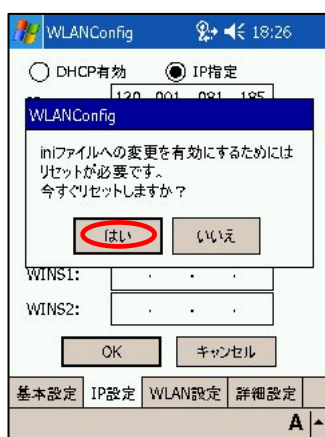 WLANConfig 18:26
DHCP有効 IP指定
WLANConfig
iniファイルへの変更を有効にするためには
リセットが必要です。
今すぐリセットしますか？
はい いいえ
WINS1: . . .
WINS2: . . .
OK キャンセル
基本設定 IP設定 WLAN設定 詳細設定
A